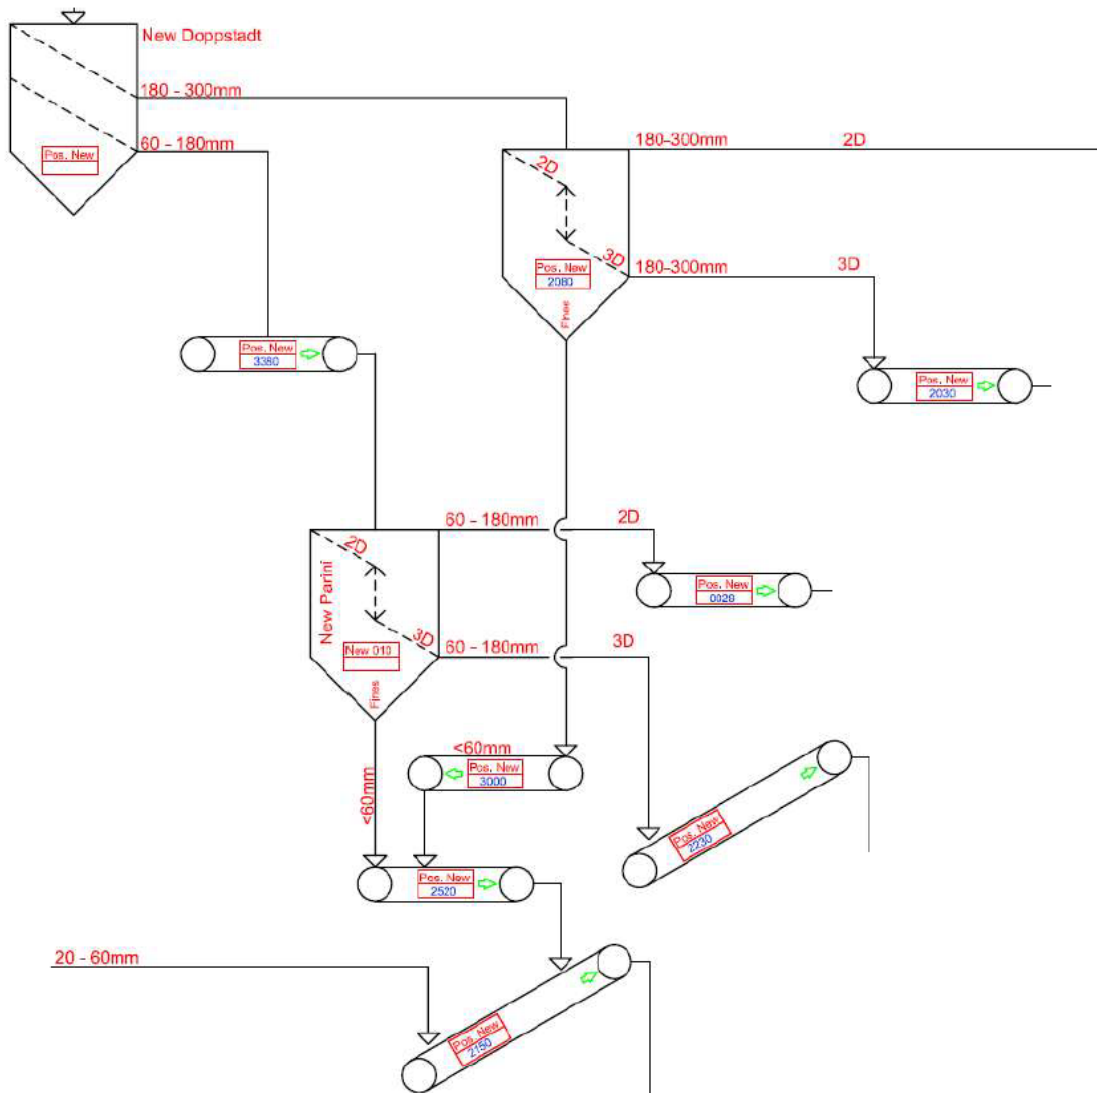 New Doppstadt
180 - 300mm
60 - 180mm
Pos. New
180-300mm
2D
2D
3D
180-300mm
3D
Pos. New
2080
Fines
Pos. New
3380
Pos. New
2030
60 - 180mm
2D
2D
New Parini
3D
New 010
Fines
Pos. New
0028
60 - 180mm
3D
<60mm
Pos. New
3000
<60mm
Pos. New
2230
Pos. New
2520
20 - 60mm
Pos. New
2150